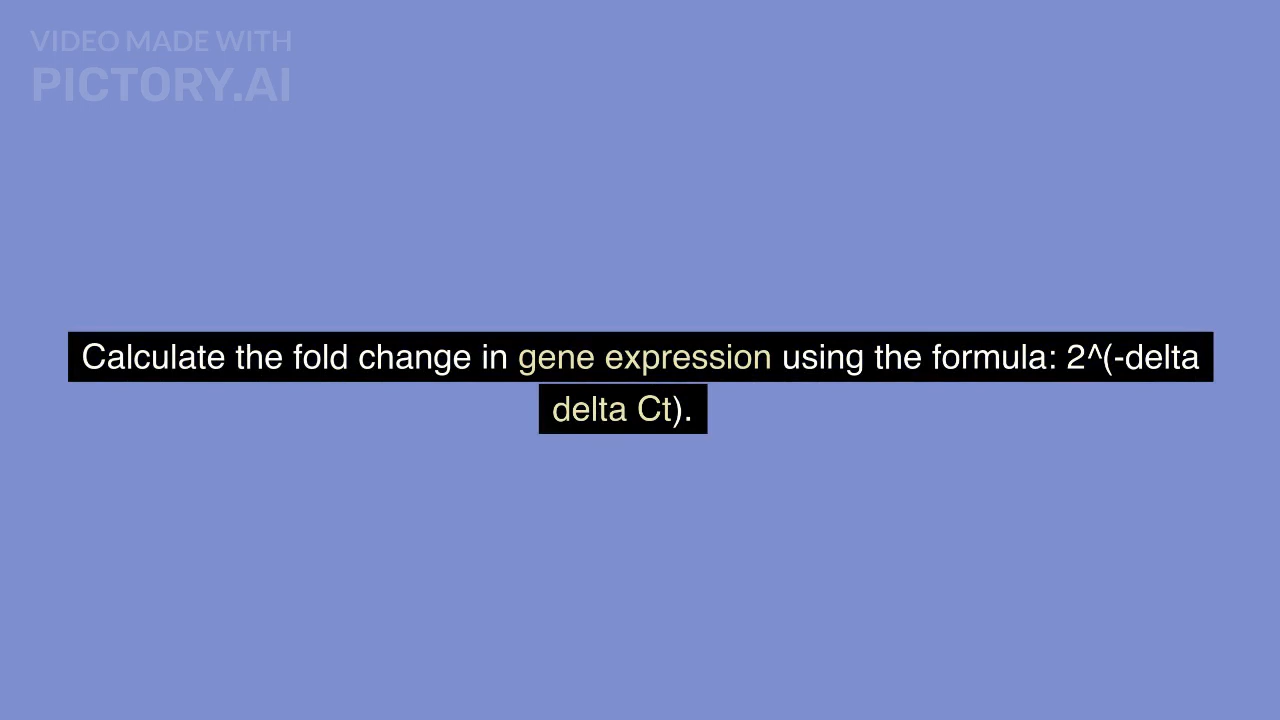 VIDEO MADE WITH
PICTORY.AI
Calculate the fold change in gene expression using the formula: 2^(-delta
delta Ct).